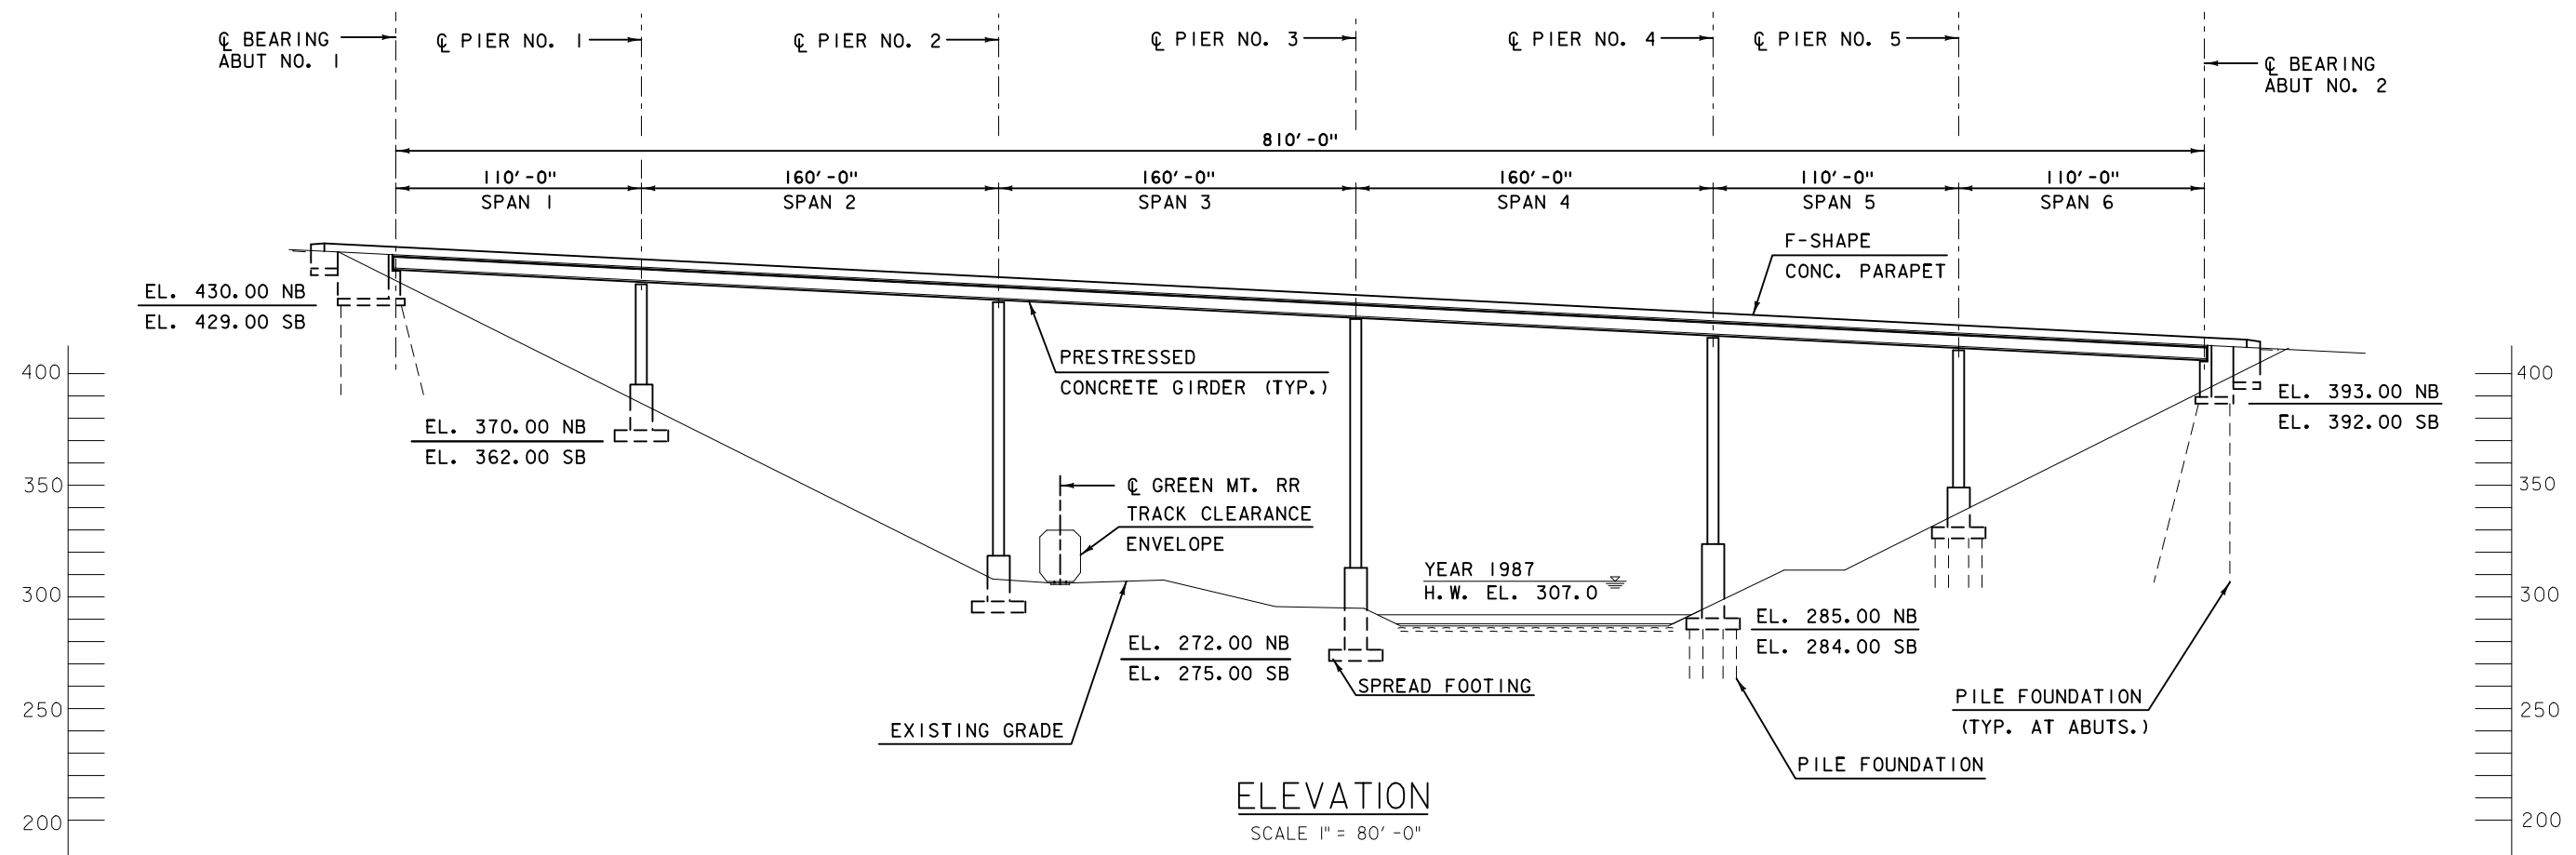 ℄ BEARING
ABUT NO. 1
℄ PIER NO. 1
℄ PIER NO. 2
℄ PIER NO. 3
℄ PIER NO. 4
℄ PIER NO. 5
℄ BEARING
ABUT NO. 2
810'-0"
110'-0"
SPAN 1
160'-0"
SPAN 2
160'-0"
SPAN 3
160'-0"
SPAN 4
110'-0"
SPAN 5
110'-0"
SPAN 6
F-SHAPE
CONC. PARAPET
EL. 430.00 NB
EL. 429.00 SB
PRESTRESSED
CONCRETE GIRDER (TYP.)
EL. 393.00 NB
EL. 392.00 SB
EL. 370.00 NB
EL. 362.00 SB
℄ GREEN MT. RR
TRACK CLEARANCE
ENVELOPE
YEAR 1987
H.W. EL. 307.0
EL. 272.00 NB
EL. 275.00 SB
EL. 285.00 NB
EL. 284.00 SB
SPREAD FOOTING
EXISTING GRADE
PILE FOUNDATION
(TYP. AT ABUTS.)
PILE FOUNDATION
400
350
300
250
200
400
350
300
250
200
ELEVATION
SCALE 1" = 80'-0"